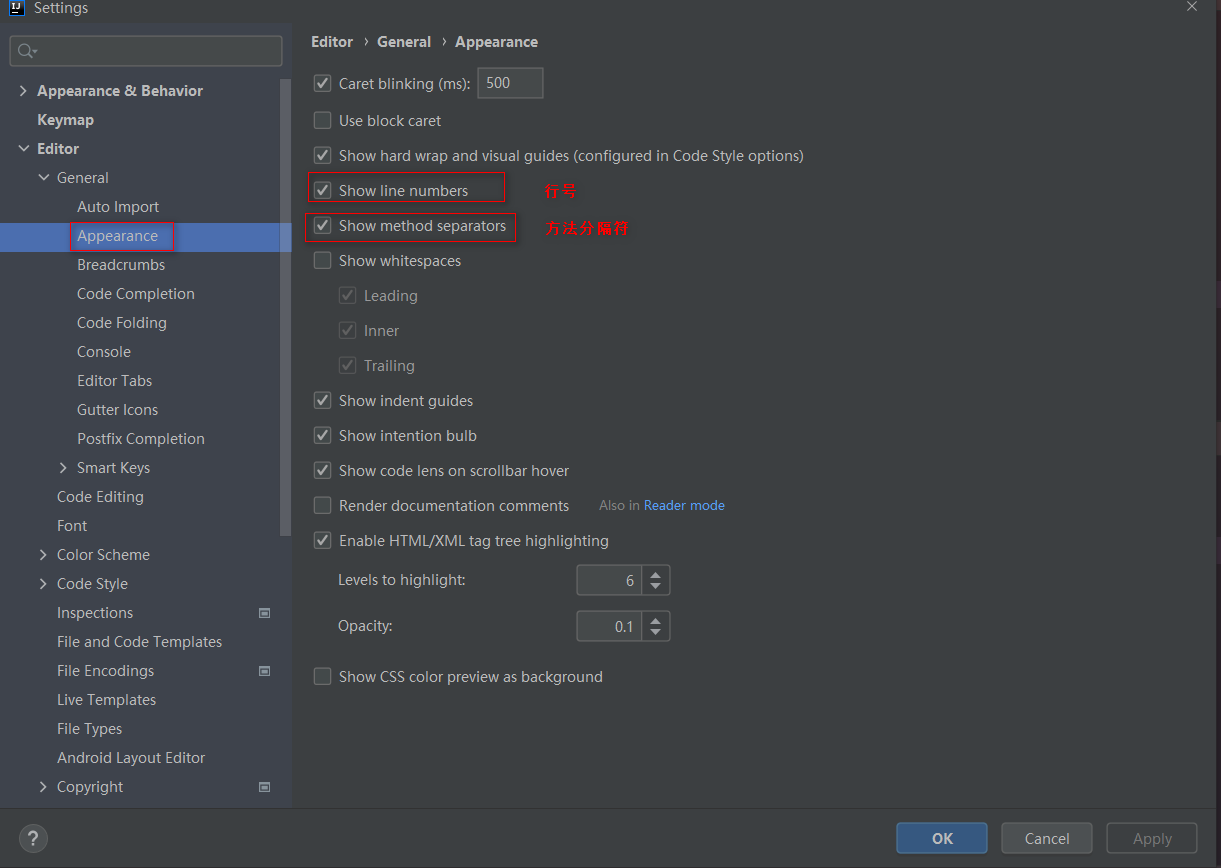 Settings
Appearance & Behavior
Keymap
Editor
General
Auto Import
Appearance
Breadcrumbs
Code Completion
Code Folding
Console
Editor Tabs
Gutter Icons
Postfix Completion
Smart Keys
Code Editing
Font
Color Scheme
Code Style
Inspections
File and Code Templates
File Encodings
Live Templates
File Types
Android Layout Editor
Copyright
Editor › General › Appearance
Caret blinking (ms): 500
Use block caret
Show hard wrap and visual guides (configured in Code Style options)
Show line numbers 行号
Show method separators 方法分隔符
Show whitespaces
Leading
Inner
Trailing
Show indent guides
Show intention bulb
Show code lens on scrollbar hover
Render documentation comments Also in Reader mode
Enable HTML/XML tag tree highlighting
Levels to highlight: 6
Opacity: 0.1
Show CSS color preview as background
? OK Cancel Apply